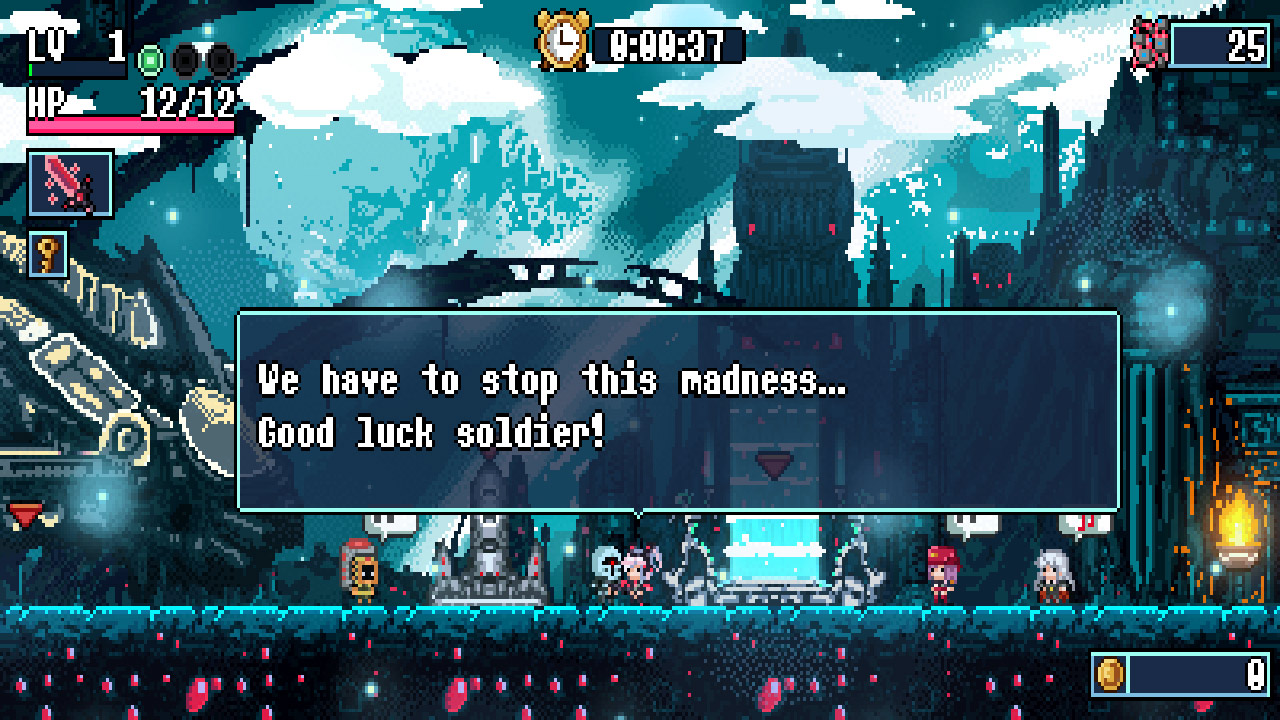 LV 1
0:00:37
25
HP 12/12
We have to stop this madness...
Good luck soldier!
0